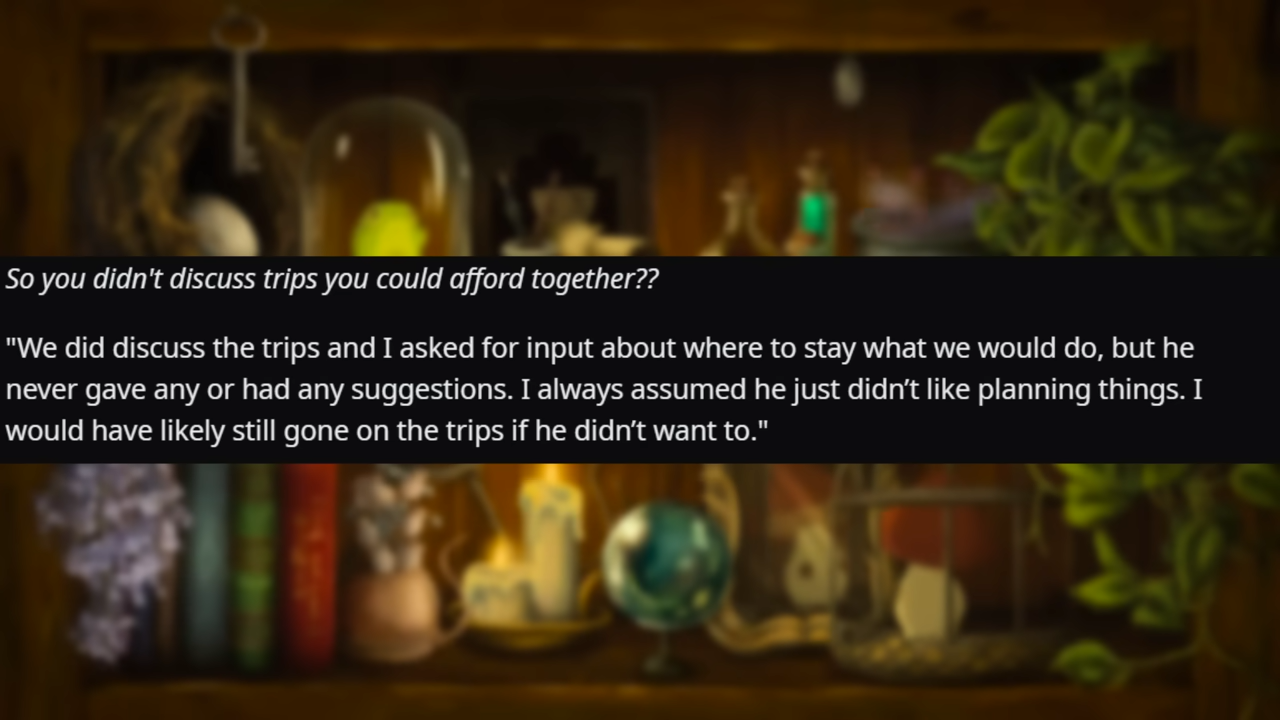 So you didn't discuss trips you could afford together??
"We did discuss the trips and I asked for input about where to stay what we would do, but he
never gave any or had any suggestions. I always assumed he just didn’t like planning things. I
would have likely still gone on the trips if he didn’t want to."